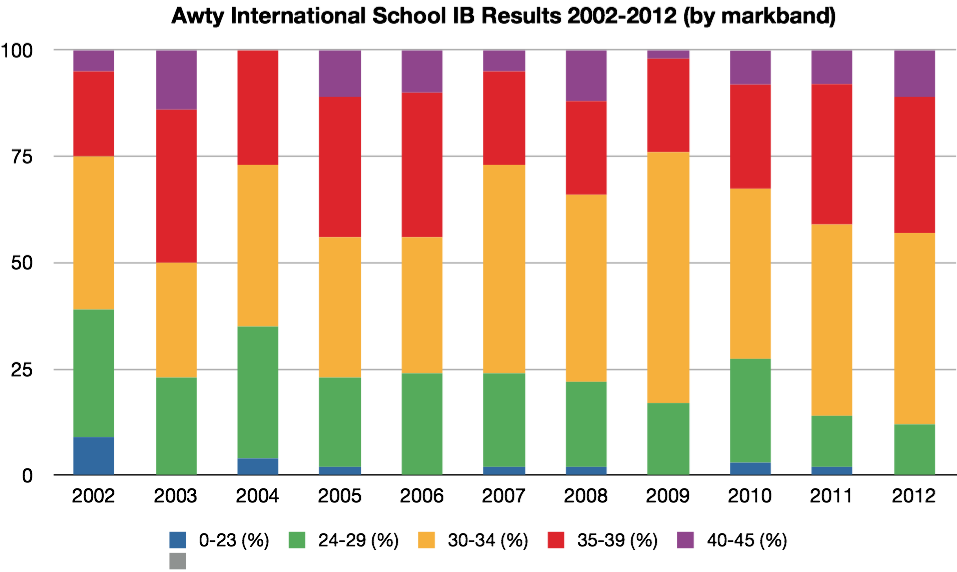 Awty International School IB Results 2002-2012 (by markband)
100
75
50
25
0
2002 2003 2004 2005 2006 2007 2008 2009 2010 2011 2012
0-23 (%) 24-29 (%) 30-34 (%) 35-39 (%) 40-45 (%)